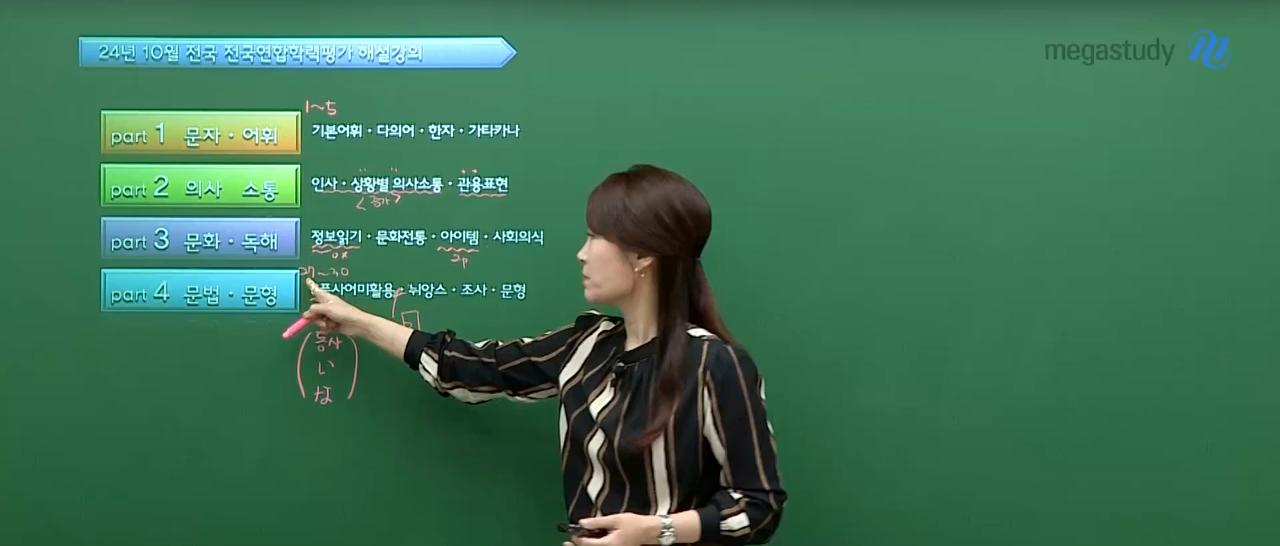 24년 10월 전국 전국연합학력평가 해설강의
megastudy
1~5
part 1 문자·어휘
기본어휘·다의어·한자·가타카나
part 2 의사 소통
인사·상황별 의사소통·관용표현
part 3 문화·독해
정보읽기·문화전통·아이템·사회의식
0x
2p
27~30
part 4 문법·문형
품사어미활용·뉘앙스·조사·문형
동사
い
な